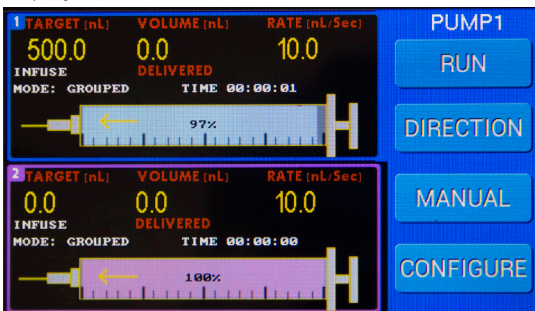 1 TARGET [nL] VOLUME [nL] RATE [nL/Sec]
500.0 0.0 10.0
INFUSE DELIVERED
MODE: GROUPED TIME 00:00:01
97%
2 TARGET [nL] VOLUME [nL] RATE [nL/Sec]
0.0 0.0 10.0
INFUSE DELIVERED
MODE: GROUPED TIME 00:00:00
100%
PUMP1
RUN
DIRECTION
MANUAL
CONFIGURE